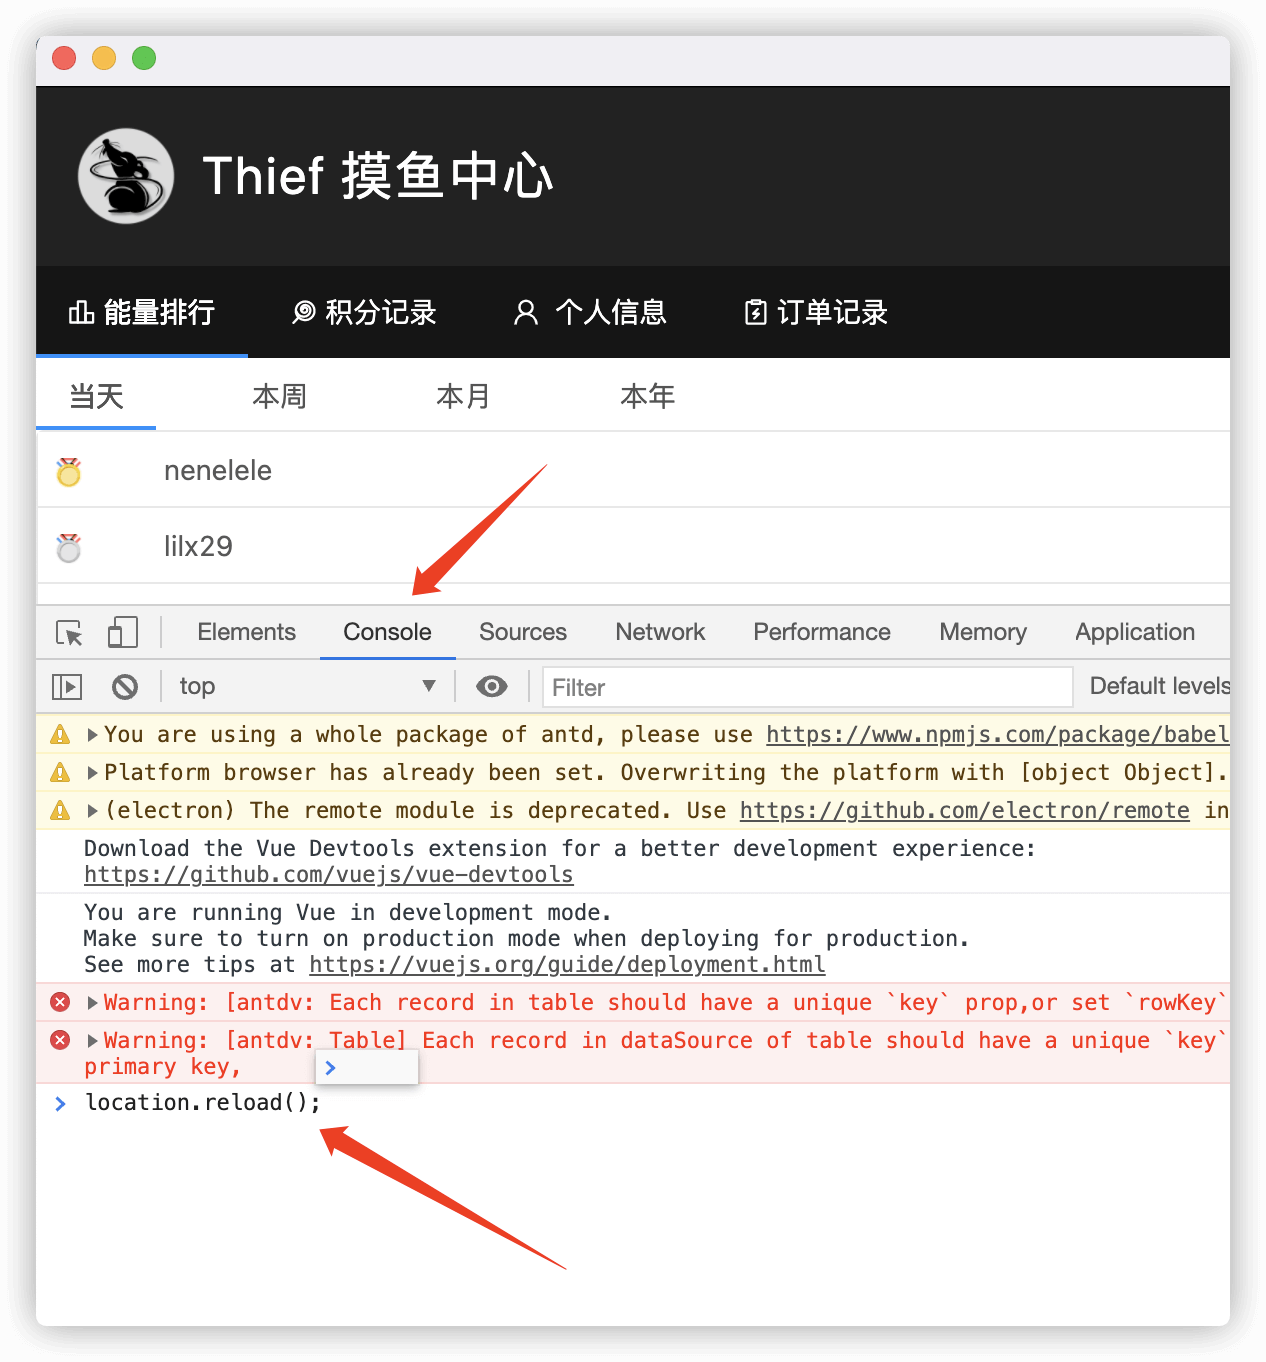 Thief 摸鱼中心
能量排行 积分记录 个人信息 订单记录
当天 本周 本月 本年
nenelele
lilx29
Elements Console Sources Network Performance Memory Application
top Filter Default levels
You are using a whole package of antd, please use https://www.npmjs.com/package/babel
Platform browser has already been set. Overwriting the platform with [object Object].
(electron) The remote module is deprecated. Use https://github.com/electron/remote in
Download the Vue Devtools extension for a better development experience:
https://github.com/vuejs/vue-devtools
You are running Vue in development mode.
Make sure to turn on production mode when deploying for production.
See more tips at https://vuejs.org/guide/deployment.html
Warning: [antdv: Each record in table should have a unique `key` prop,or set `rowKey`
Warning: [antdv: Table] Each record in dataSource of table should have a unique `key`
primary key,
location.reload();